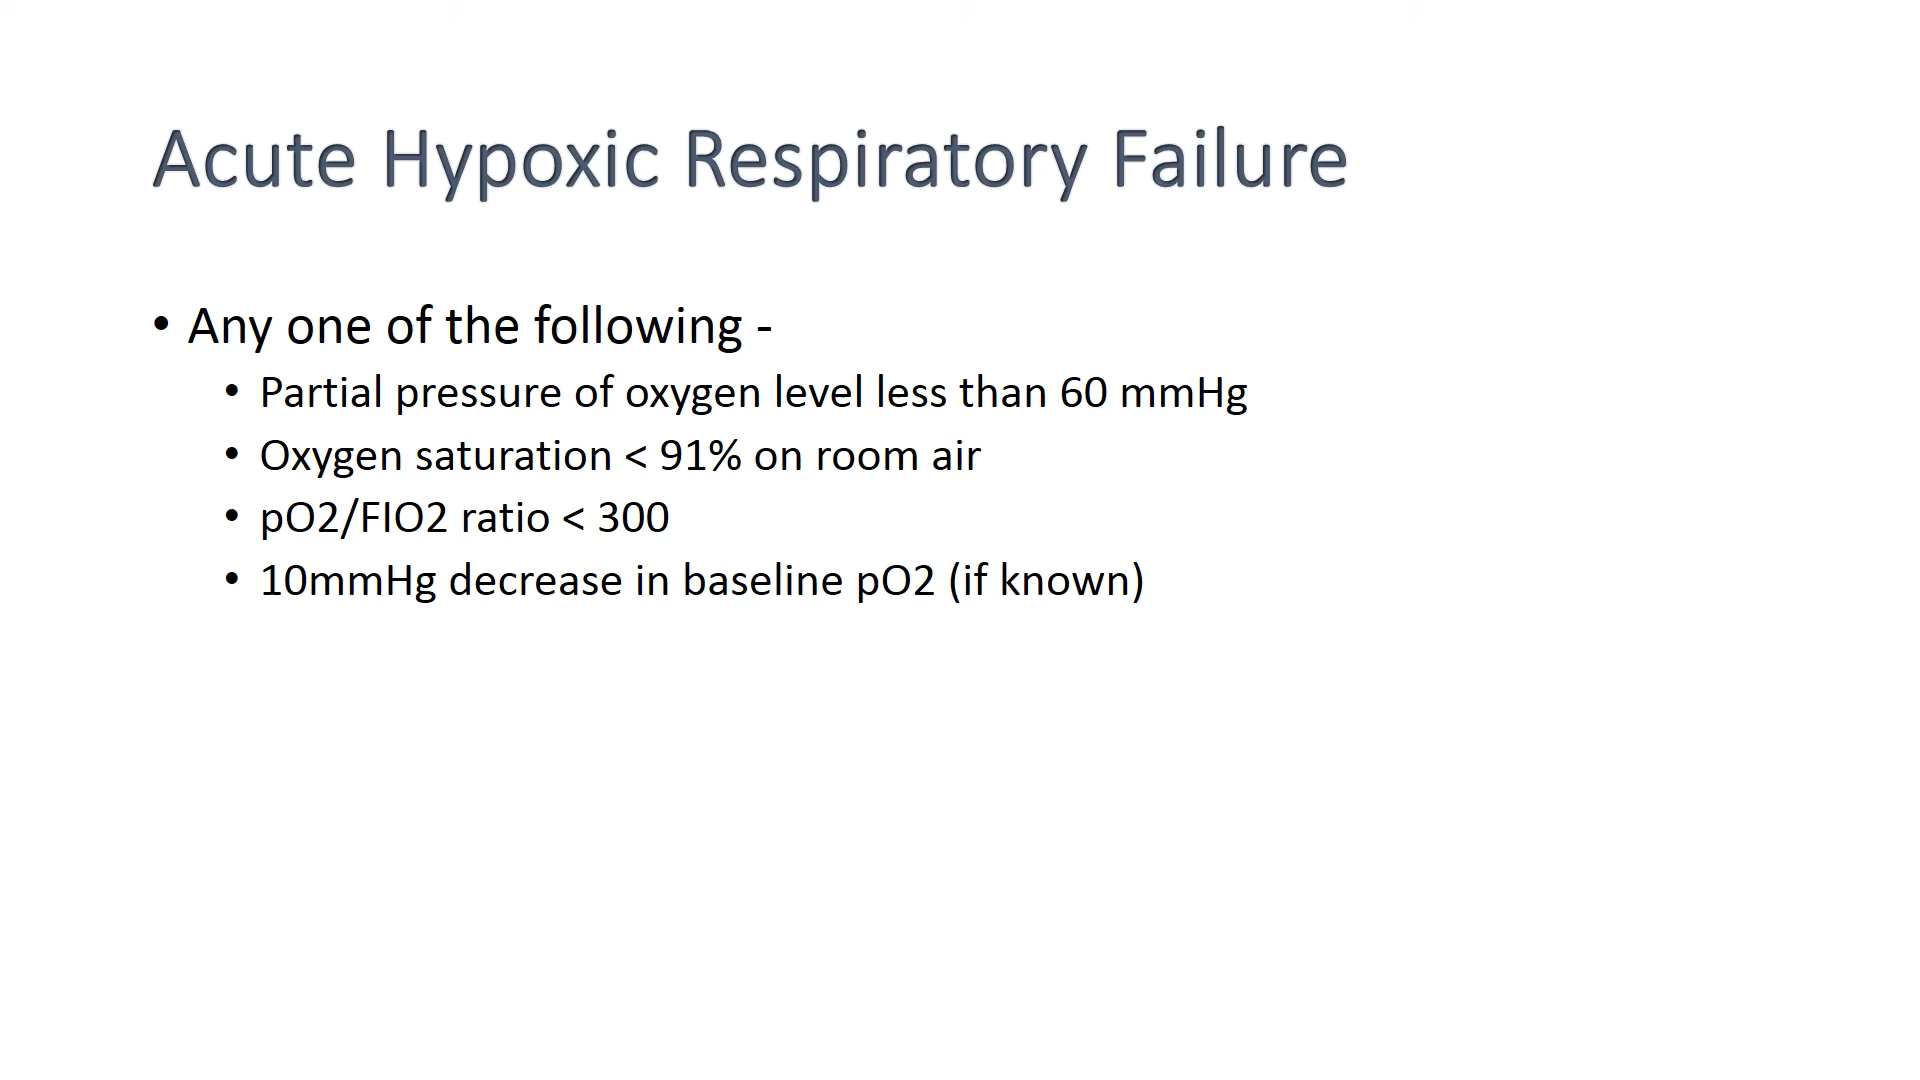 Acute Hypoxic Respiratory Failure
• Any one of the following -
• Partial pressure of oxygen level less than 60 mmHg
• Oxygen saturation < 91% on room air
• pO2/FIO2 ratio < 300
• 10mmHg decrease in baseline pO2 (if known)